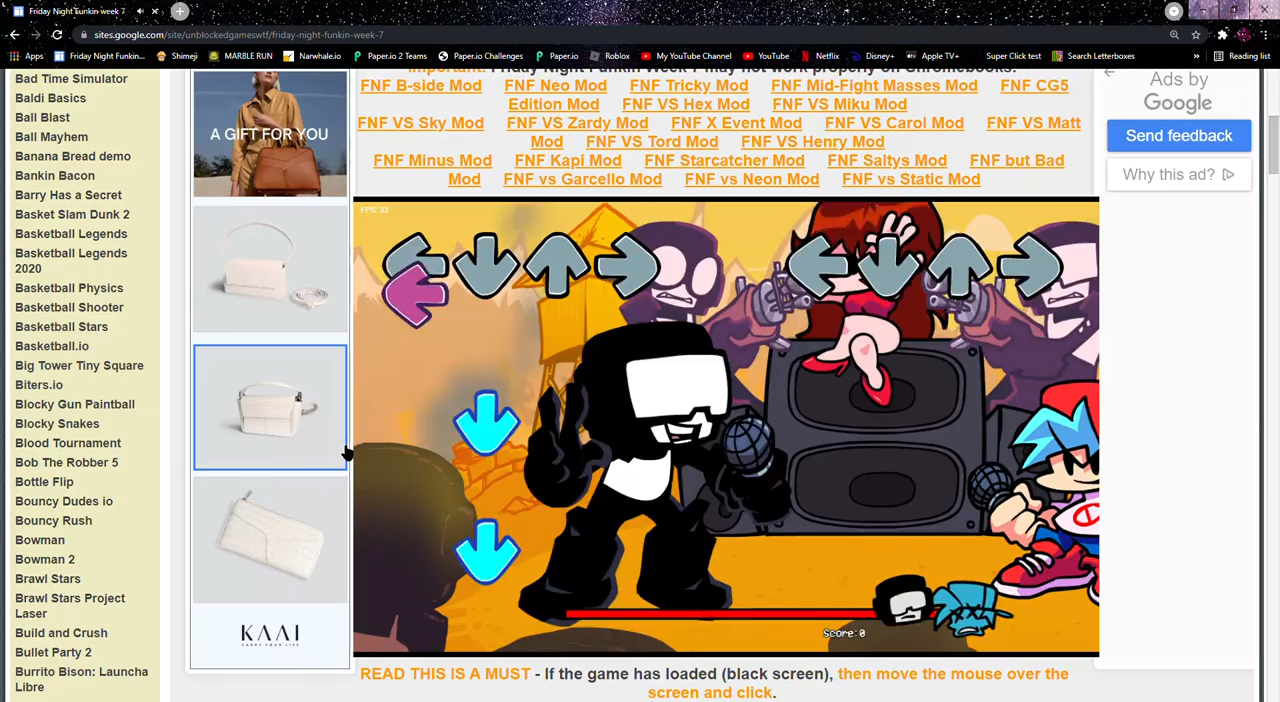 Friday Night Funkin week 7
sites.google.com/site/unblockedgameswtf/friday-night-funkin-week-7
Apps
Friday Night Funkin...
Shimeji
MARBLE RUN
Narwhale.io
Paper.io 2 Teams
Paper.io Challenges
Paper.io
Roblox
My YouTube Channel
YouTube
Netflix
Disney+
Apple TV+
Super Click test
Search Letterboxes
»
Reading list
Bad Time Simulator
Baldi Basics
Ball Blast
Ball Mayhem
Banana Bread demo
Bankin Bacon
Barry Has a Secret
Basket Slam Dunk 2
Basketball Legends
Basketball Legends
2020
Basketball Physics
Basketball Shooter
Basketball Stars
Basketball.io
Big Tower Tiny Square
Biters.io
Blocky Gun Paintball
Blocky Snakes
Blood Tournament
Bob The Robber 5
Bottle Flip
Bouncy Dudes io
Bouncy Rush
Bowman
Bowman 2
Brawl Stars
Brawl Stars Project
Laser
Build and Crush
Bullet Party 2
Burrito Bison: Launcha
Libre
A GIFT FOR YOU
KAAI
CARRY YOUR LIFE
Important: Friday Night Funkin Week 7 may not work properly on Chromebooks.
FNF B-side Mod FNF Neo Mod FNF Tricky Mod FNF Mid-Fight Masses Mod FNF CG5
Edition Mod FNF VS Hex Mod FNF VS Miku Mod
FNF VS Sky Mod FNF VS Zardy Mod FNF X Event Mod FNF VS Carol Mod FNF VS Matt
Mod FNF VS Tord Mod FNF VS Henry Mod
FNF Minus Mod FNF Kapi Mod FNF Starcatcher Mod FNF Saltys Mod FNF but Bad
Mod FNF vs Garcello Mod FNF vs Neon Mod FNF vs Static Mod
FPS: 33
Score:0
READ THIS IS A MUST - If the game has loaded (black screen), then move the mouse over the
screen and click.
Ads by
Google
Send feedback
Why this ad?